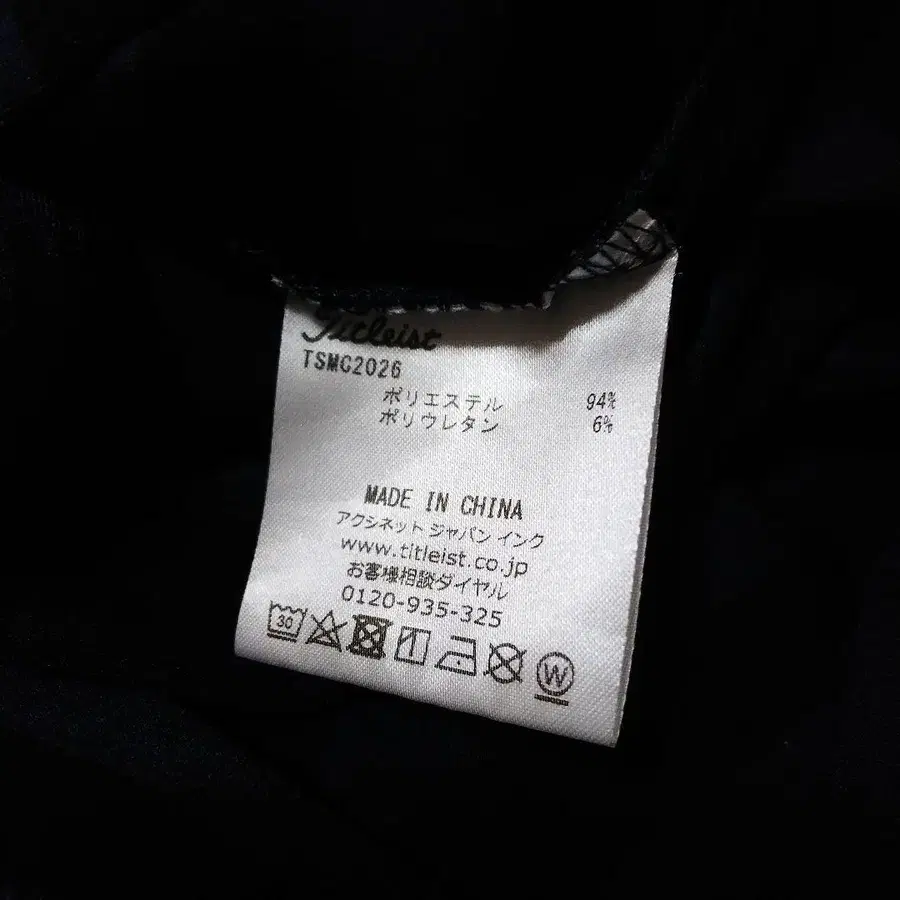 Titleist
TSMC2026
ポリエステル 94%
ポリウレタン 6%
MADE IN CHINA
アクシネット ジャパン インク
www.titleist.co.jp
お客様相談ダイヤル
0120-935-325
30 W